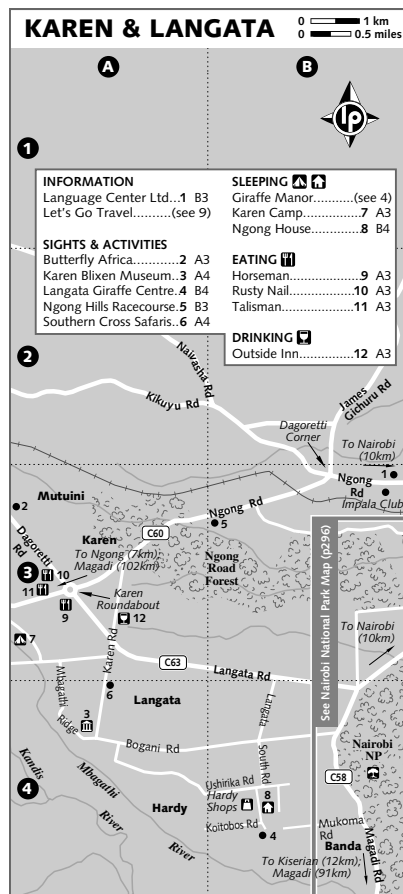 KAREN & LANGATA
0 1 km
0 0.5 miles
A
B
lp
1
INFORMATION
Language Center Ltd...1 B3
Let's Go Travel..........(see 9)
SIGHTS & ACTIVITIES
Butterfly Africa.............2 A3
Karen Blixen Museum...3 A4
Langata Giraffe Centre.4 B4
Ngong Hills Racecourse.5 B3
Southern Cross Safaris..6 A4
SLEEPING
Giraffe Manor...........(see 4)
Karen Camp..............7 A3
Ngong House............8 B4
EATING
Horseman.................9 A3
Rusty Nail...............10 A3
Talisman.................11 A3
DRINKING
Outside Inn..............12 A3
2
Naivasha Rd
Kikuyu Rd
James
Gichuru Rd
Dagoretti
Corner
To Nairobi
(10km)
1
Ngong
Rd
Impala Club
Mutuini
2
Ngong Rd
5
Dagoretti
Rd
Karen
C60
To Ngong (7km);
Magadi (102km)
Ngong
Road
Forest
3
10
11
Karen
Roundabout
9
12
See Nairobi National Park Map (p296)
To Nairobi
(10km)
7
Karen Rd
C63
Langata Rd
Mbagathi
Ridge
6
Langata
Langata
South Rd
3
Bogani Rd
Nairobi
NP
Kandis
River
Mbagathi
River
4
Hardy
Ushirika Rd
Hardy
Shops
8
Koitobos Rd
4
C58
Mukoma
Rd
Banda
Magadi Rd
To Kiserian (12km);
Magadi (91km)